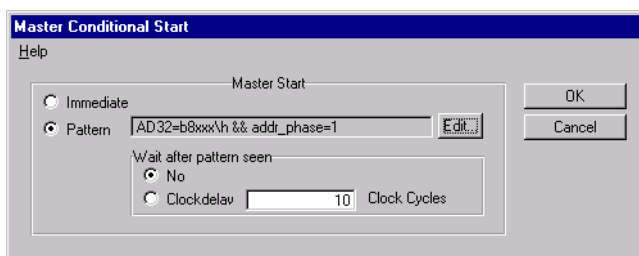 Master Conditional Start
Help
Master Start
Immediate
Pattern AD32=b8xxx\h && addr_phase=1 Edit...
Wait after pattern seen
No
Clockdelay 10 Clock Cycles
OK
Cancel